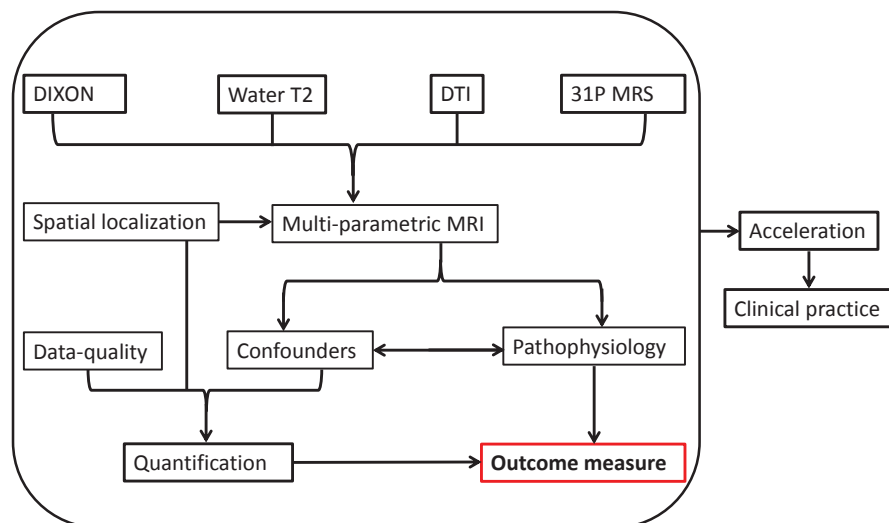 DIXON
Water T2
DTI
31P MRS
Spatial localization
Multi-parametric MRI
Acceleration
Clinical practice
Data-quality
Confounders
Pathophysiology
Quantification
Outcome measure